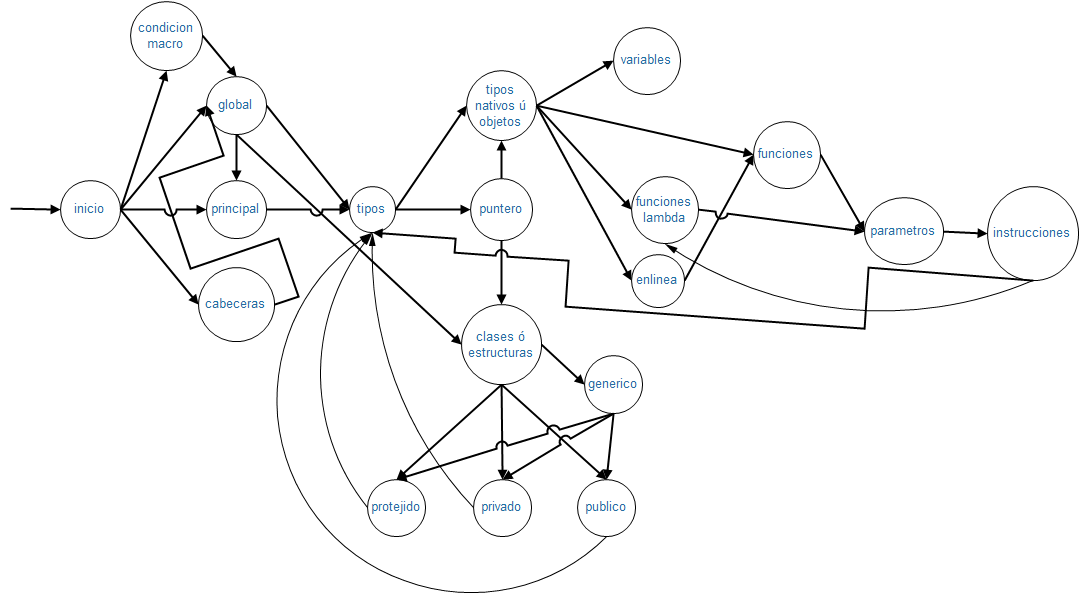 condicion
macro
global
inicio
principal
cabeceras
tipos
tipos
nativos ú
objetos
puntero
variables
funciones
funciones
lambda
enlinea
parametros
instrucciones
clases ó
estructuras
generico
protejido
privado
publico